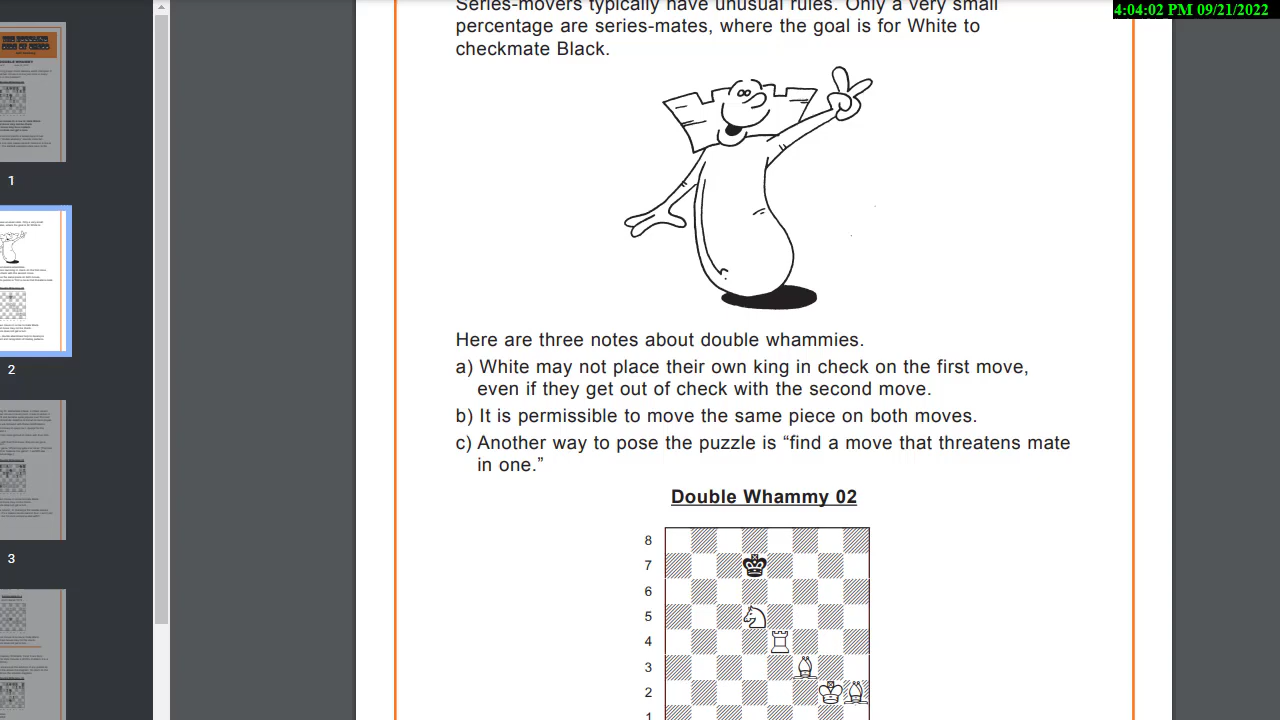 4:04:02 PM 09/21/2022
Series-movers typically have unusual rules. Only a very small
percentage are series-mates, where the goal is for White to
checkmate Black.
Here are three notes about double whammies.
a) White may not place their own king in check on the first move,
even if they get out of check with the second move.
b) It is permissible to move the same piece on both moves.
c) Another way to pose the puzzle is “find a move that threatens mate
in one.”
Double Whammy 02
8
7
6
5
4
3
2
1
1
2
3